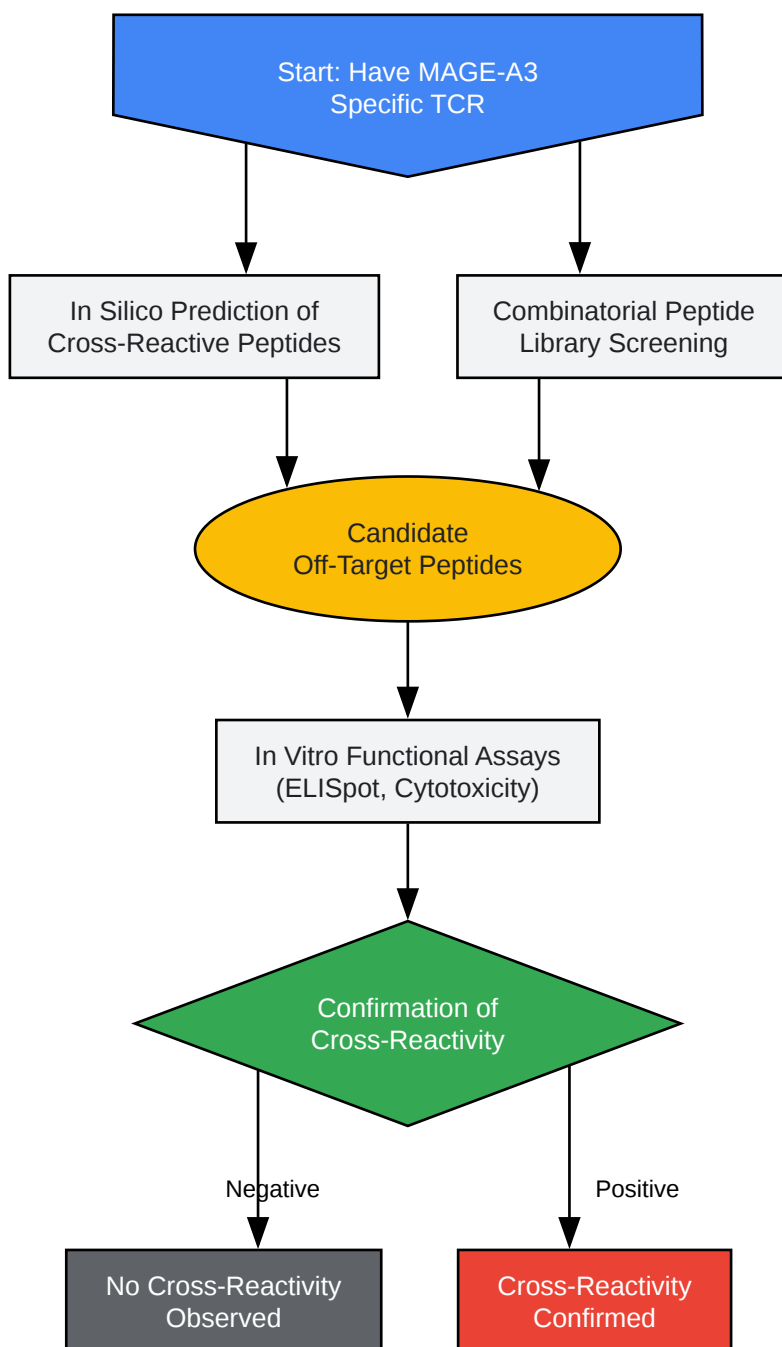 Start: Have MAGE-A3
Specific TCR
In Silico Prediction of
Cross-Reactive Peptides
Combinatorial Peptide
Library Screening
Candidate
Off-Target Peptides
In Vitro Functional Assays
(ELISpot, Cytotoxicity)
Confirmation of
Cross-Reactivity
Negative
Positive
No Cross-Reactivity
Observed
Cross-Reactivity
Confirmed